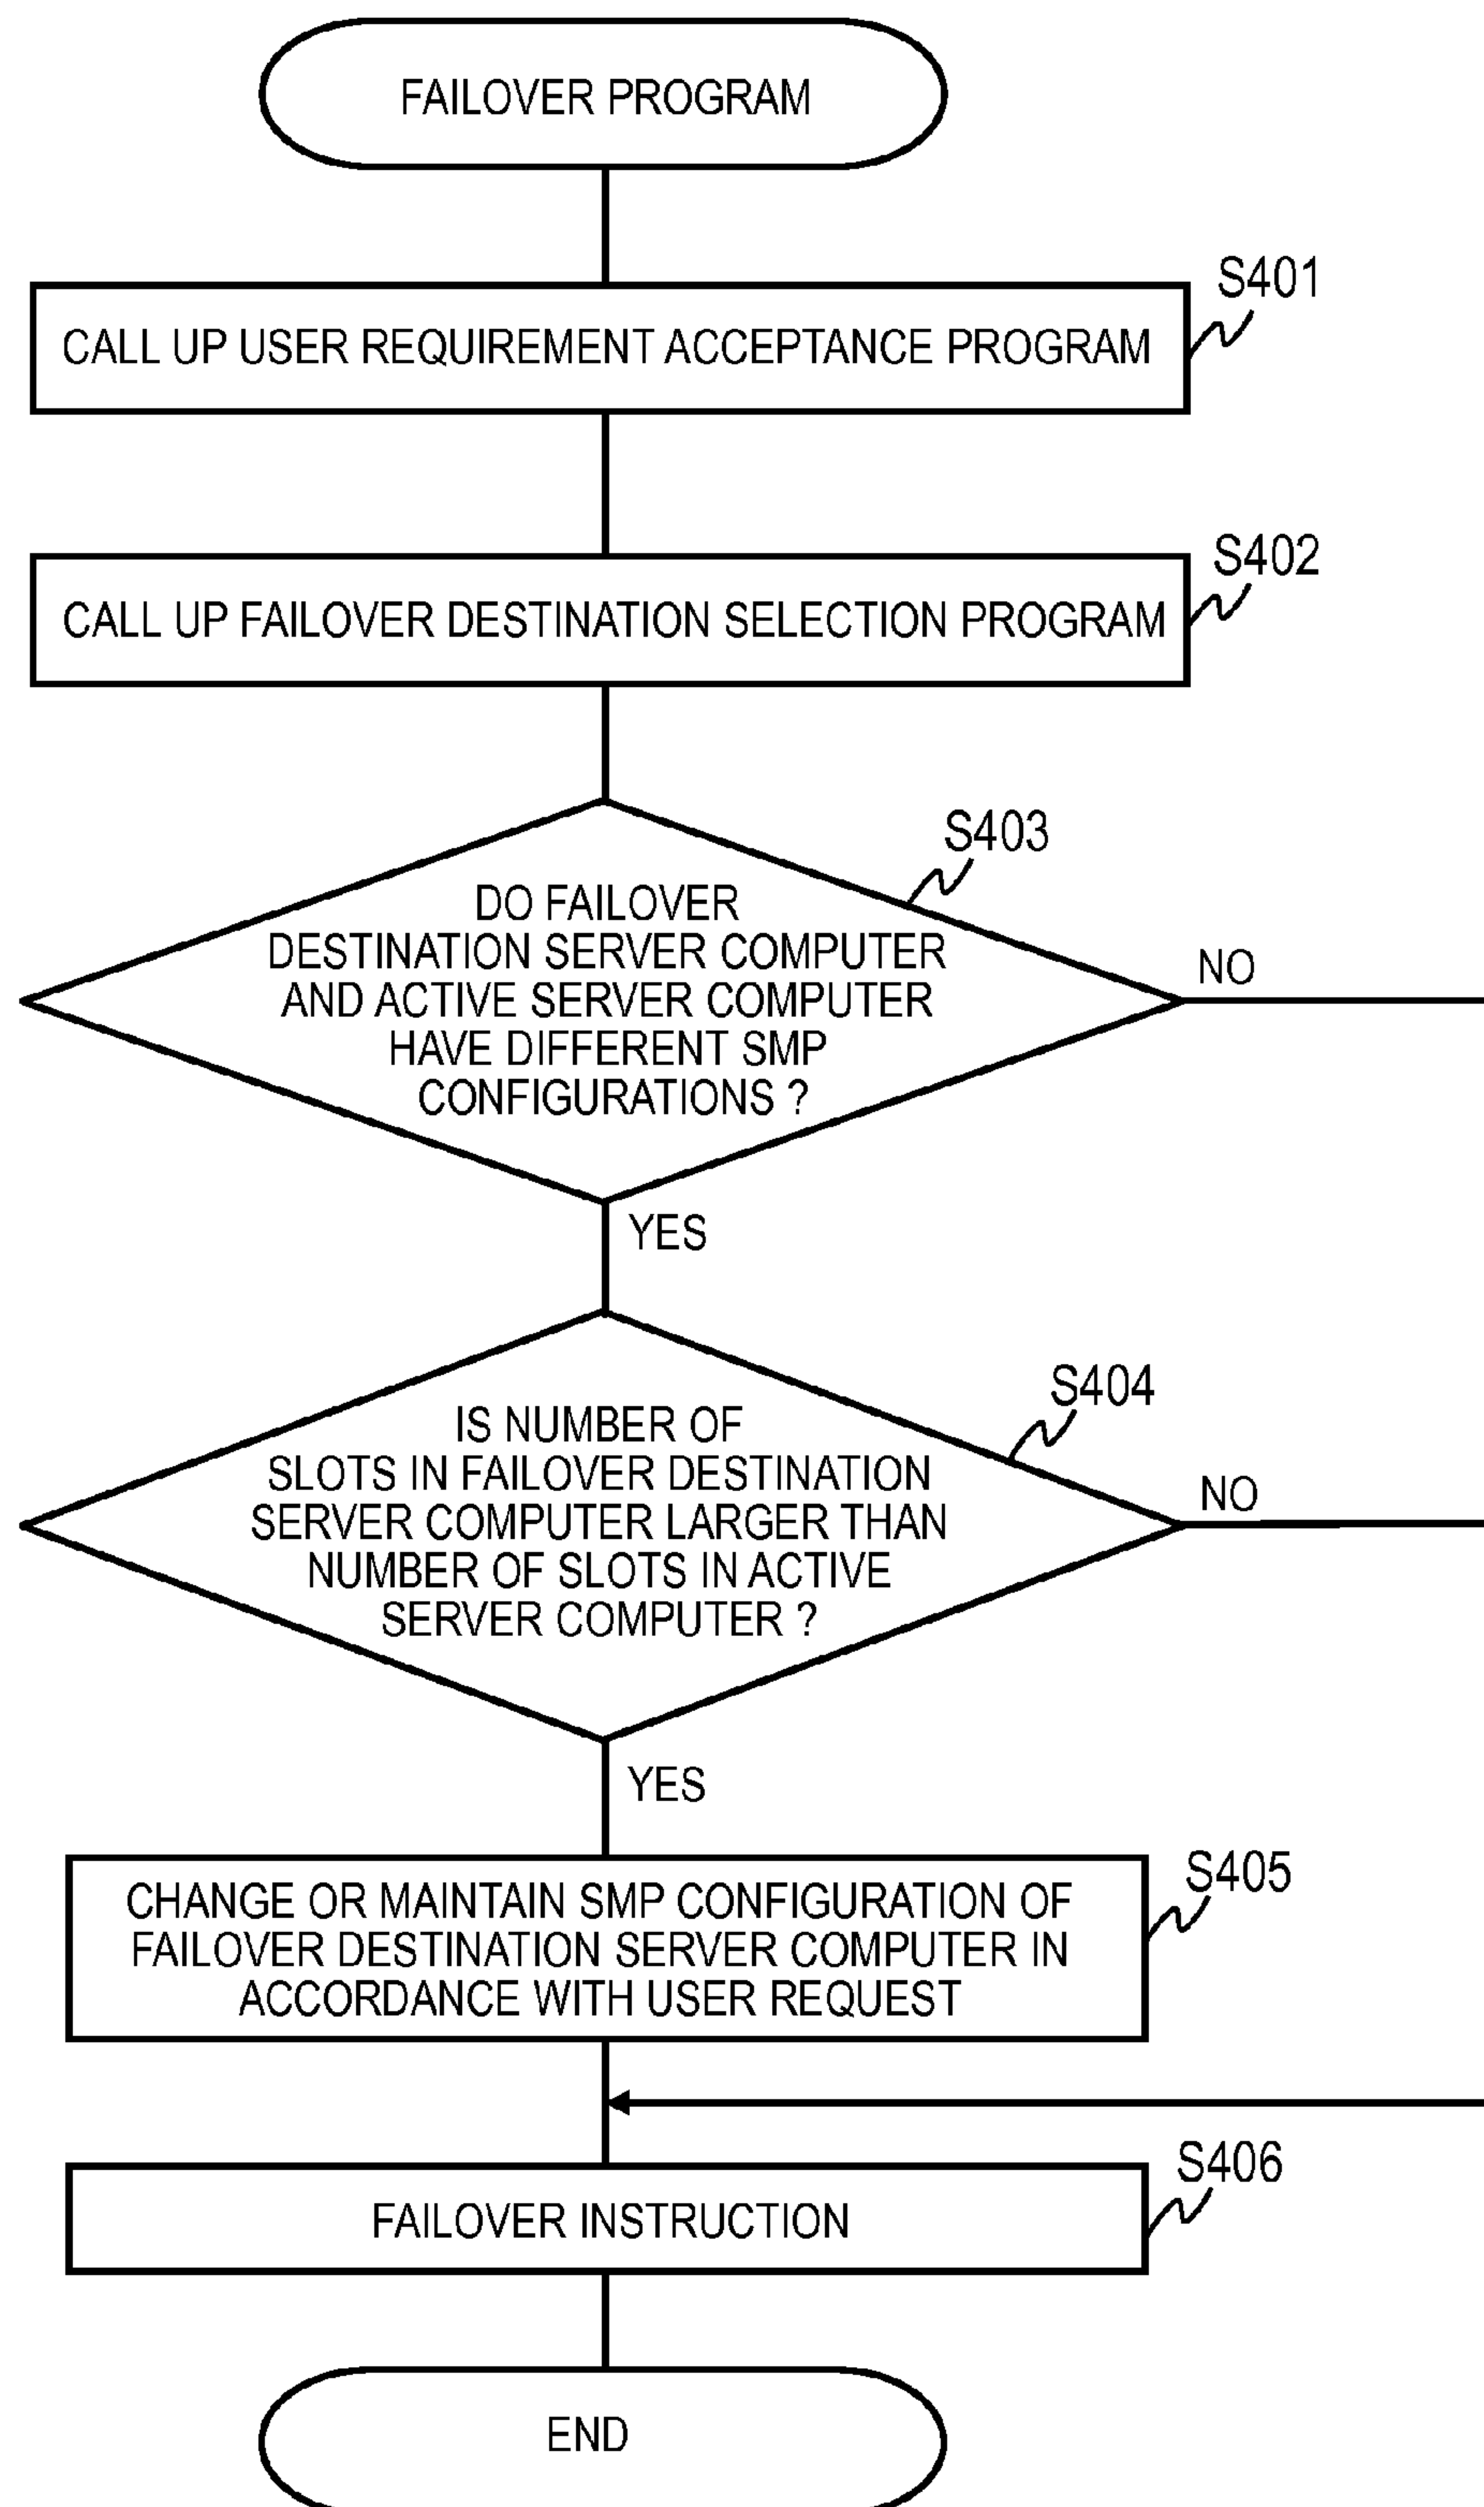 FAILOVER PROGRAM
S401
CALL UP USER REQUIREMENT ACCEPTANCE PROGRAM
S402
CALL UP FAILOVER DESTINATION SELECTION PROGRAM
S403
DO FAILOVER
DESTINATION SERVER COMPUTER
AND ACTIVE SERVER COMPUTER
HAVE DIFFERENT SMP
CONFIGURATIONS ?
NO
YES
S404
IS NUMBER OF
SLOTS IN FAILOVER DESTINATION
SERVER COMPUTER LARGER THAN
NUMBER OF SLOTS IN ACTIVE
SERVER COMPUTER ?
NO
YES
S405
CHANGE OR MAINTAIN SMP CONFIGURATION OF
FAILOVER DESTINATION SERVER COMPUTER IN
ACCORDANCE WITH USER REQUEST
S406
FAILOVER INSTRUCTION
END